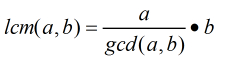 lcm(a,b) = a / gcd(a,b) • b